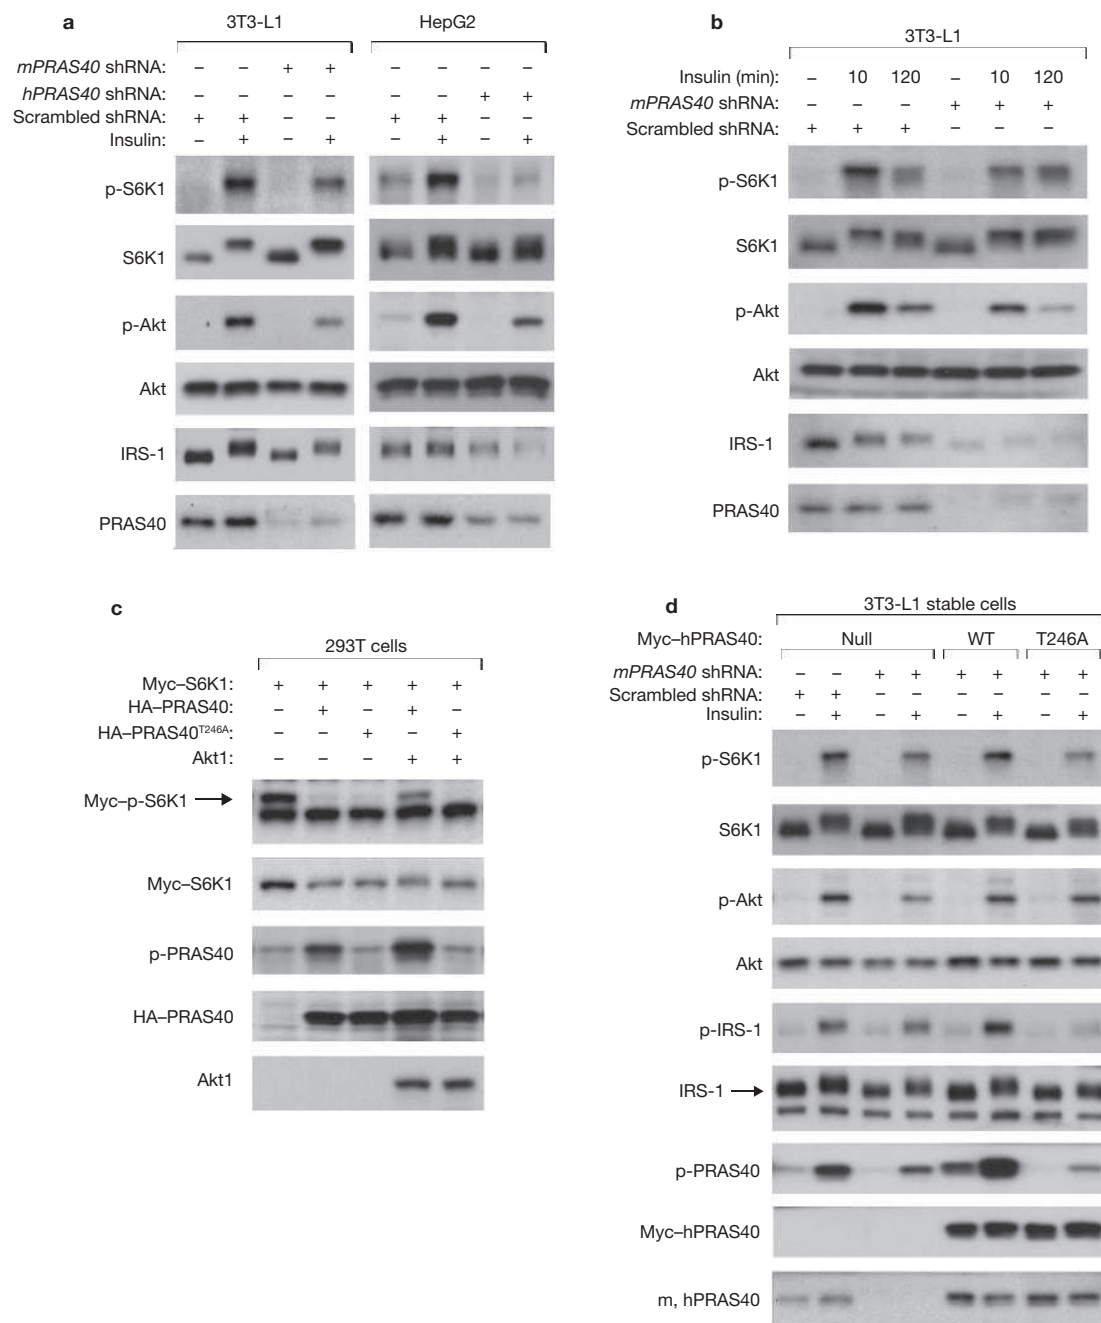 a
3T3-L1 HepG2
mPRAS40 shRNA: – – + + – – – –
hPRAS40 shRNA: – – – – – – + +
Scrambled shRNA: + + – – + + – –
Insulin: – + – + – + – +
p-S6K1
S6K1
p-Akt
Akt
IRS-1
PRAS40
b
3T3-L1
Insulin (min): – 10 120 – 10 120
mPRAS40 shRNA: – – – + + +
Scrambled shRNA: + + + – – –
p-S6K1
S6K1
p-Akt
Akt
IRS-1
PRAS40
c
293T cells
Myc–S6K1: + + + + +
HA–PRAS40: – + – + –
HA–PRAS40T246A: – – + – +
Akt1: – – – + +
Myc–p-S6K1
Myc–S6K1
p-PRAS40
HA–PRAS40
Akt1
d
3T3-L1 stable cells
Myc–hPRAS40: Null WT T246A
mPRAS40 shRNA: – – + + + + + +
Scrambled shRNA: + + – – – – – –
Insulin: – + – + – + – +
p-S6K1
S6K1
p-Akt
Akt
p-IRS-1
IRS-1
p-PRAS40
Myc–hPRAS40
m, hPRAS40